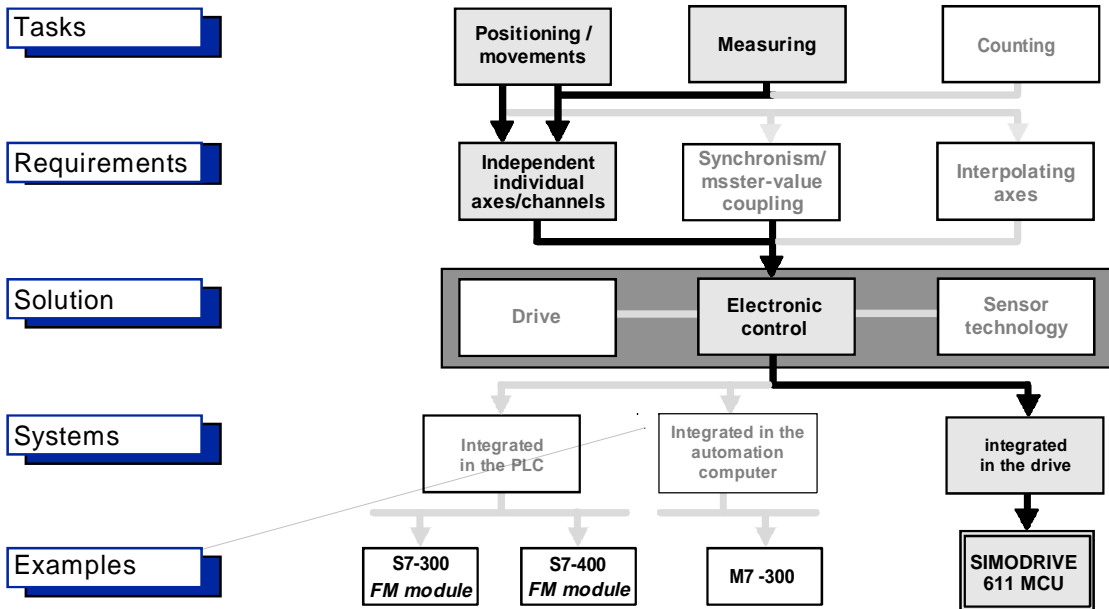 Tasks
Positioning /
movements
Measuring
Counting
Requirements
Independent
individual
axes/channels
Synchronism/
msster-value
coupling
Interpolating
axes
Solution
Drive
Electronic
control
Sensor
technology
Systems
Integrated
in the PLC
Integrated in the
automation
computer
integrated
in the drive
Examples
S7-300
FM module
S7-400
FM module
M7 -300
SIMODRIVE
611 MCU